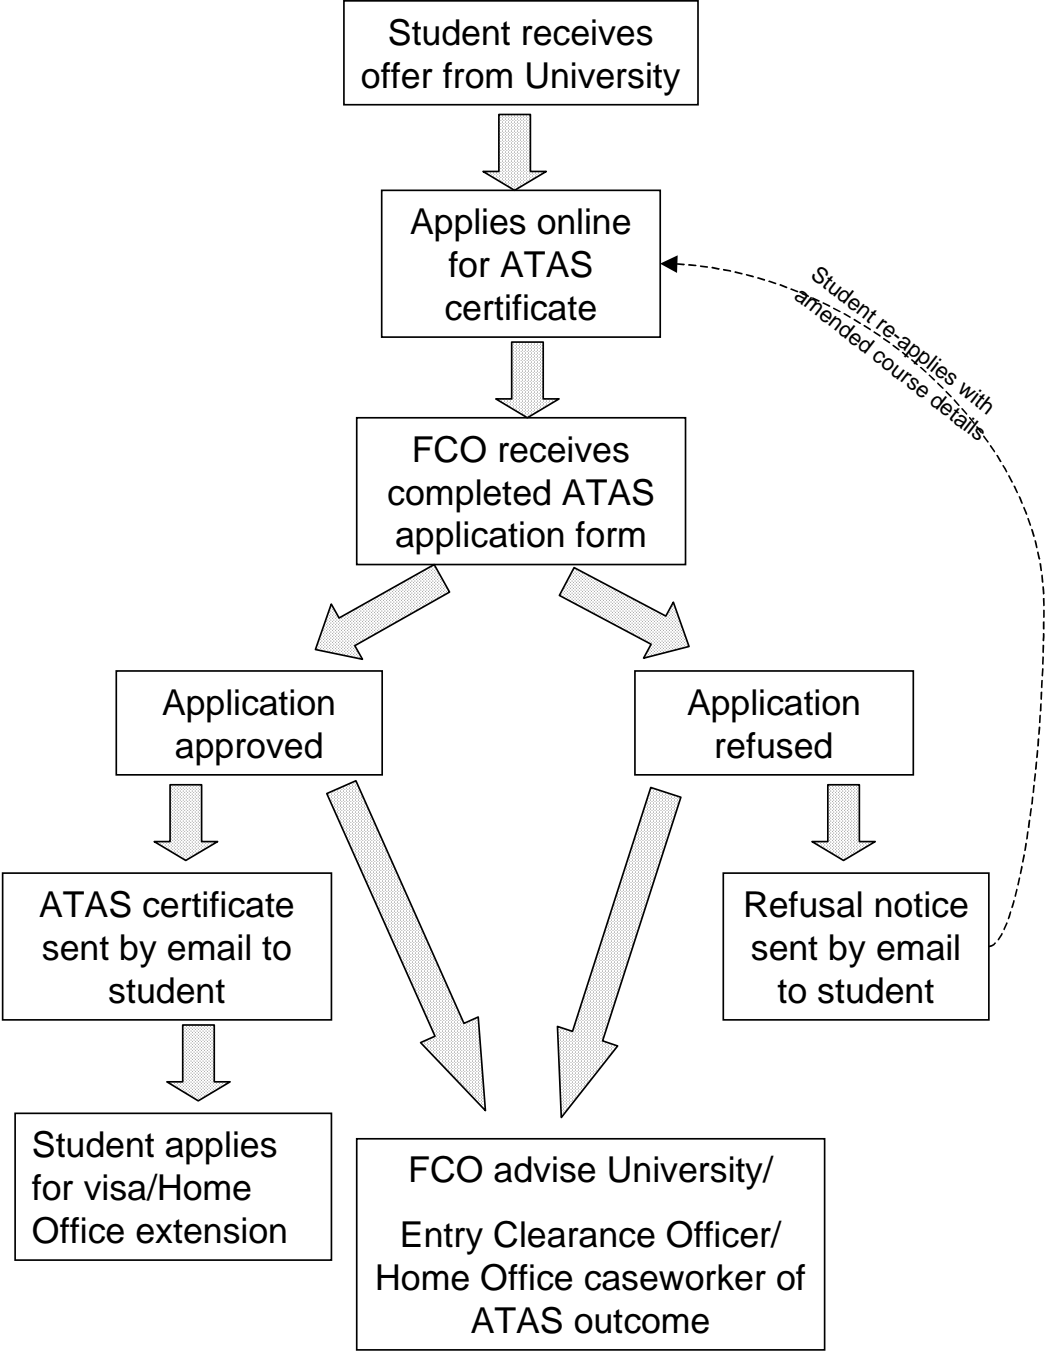 Student receives
offer from University
Applies online
for ATAS
certificate
Student re-applies with
amended course details
FCO receives
completed ATAS
application form
Application
approved
Application
refused
ATAS certificate
sent by email to
student
Refusal notice
sent by email
to student
Student applies
for visa/Home
Office extension
FCO advise University/
Entry Clearance Officer/
Home Office caseworker of
ATAS outcome